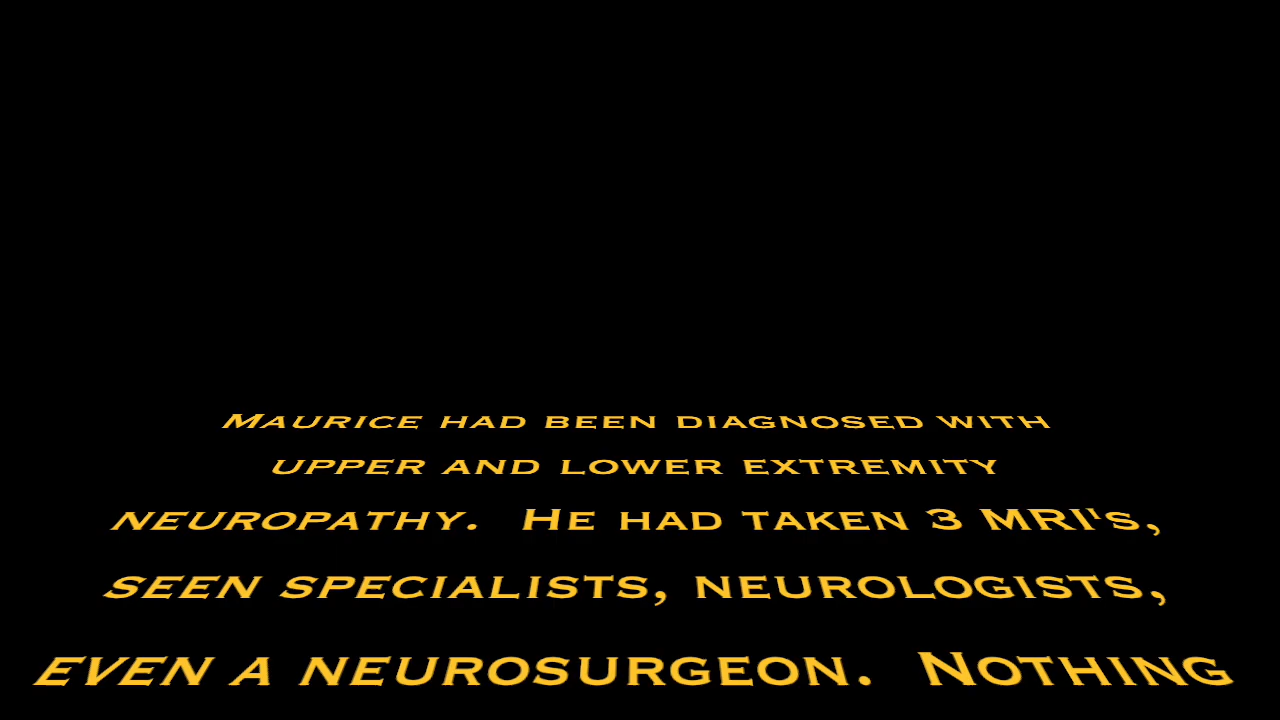 Maurice had been diagnosed with
upper and lower extremity
neuropathy.  He had taken 3 MRI's,
seen specialists, neurologists,
even a neurosurgeon.  Nothing